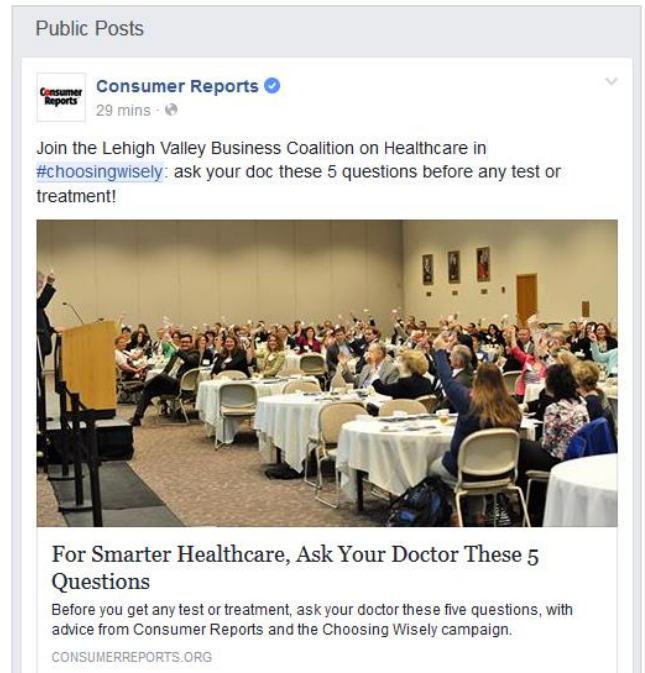 Public Posts
Consumer
Reports
Consumer Reports
29 mins ·
Join the Lehigh Valley Business Coalition on Healthcare in
#choosingwisely: ask your doc these 5 questions before any test or
treatment!
For Smarter Healthcare, Ask Your Doctor These 5
Questions
Before you get any test or treatment, ask your doctor these five questions, with
advice from Consumer Reports and the Choosing Wisely campaign.
CONSUMERREPORTS.ORG